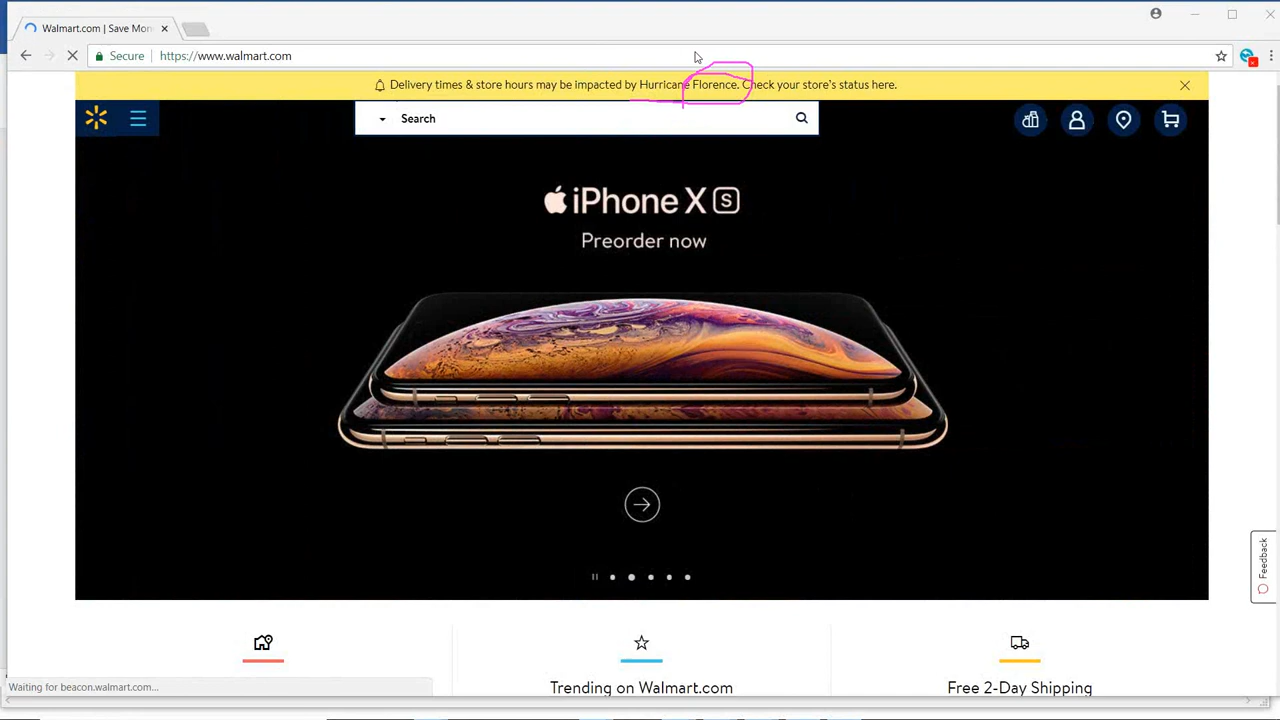 Walmart.com | Save Mon
Secure https://www.walmart.com
Delivery times & store hours may be impacted by Hurricane Florence. Check your store's status here.
Search
iPhone XS
Preorder now
Feedback
Trending on Walmart.com
Free 2-Day Shipping
Waiting for beacon.walmart.com...